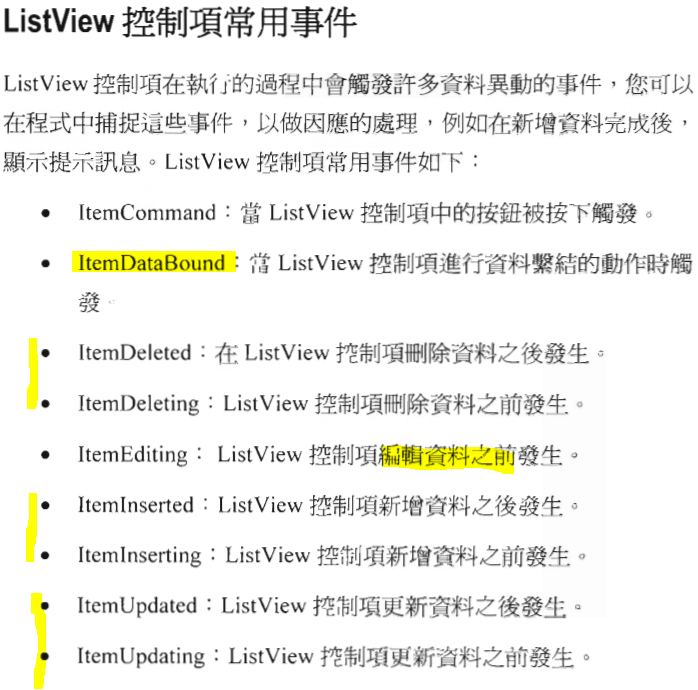 ListView 控制項常用事件
ListView 控制項在執行的過程中會觸發許多資料異動的事件，您可以
在程式中捕捉這些事件，以做因應的處理，例如在新增資料完成後，
顯示提示訊息。ListView 控制項常用事件如下：
• ItemCommand：當 ListView 控制項中的按鈕被按下觸發。
• ItemDataBound：當 ListView 控制項進行資料繫結的動作時觸
發。
• ItemDeleted：在 ListView 控制項刪除資料之後發生。
• ItemDeleting：ListView 控制項刪除資料之前發生。
• ItemEditing： ListView 控制項編輯資料之前發生。
• ItemInserted：ListView 控制項新增資料之後發生。
• ItemInserting：ListView 控制項新增資料之前發生。
• ItemUpdated：ListView 控制項更新資料之後發生。
• ItemUpdating：ListView 控制項更新資料之前發生。